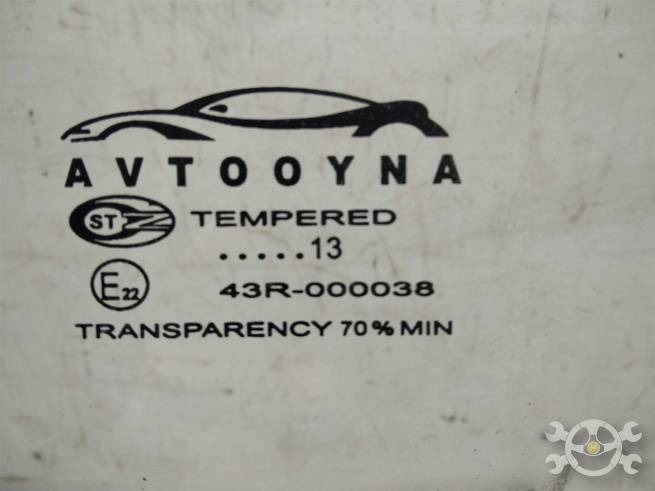 AVTOOYNA
ST TEMPERED
.....13
E22 43R-000038
TRANSPARENCY 70% MIN